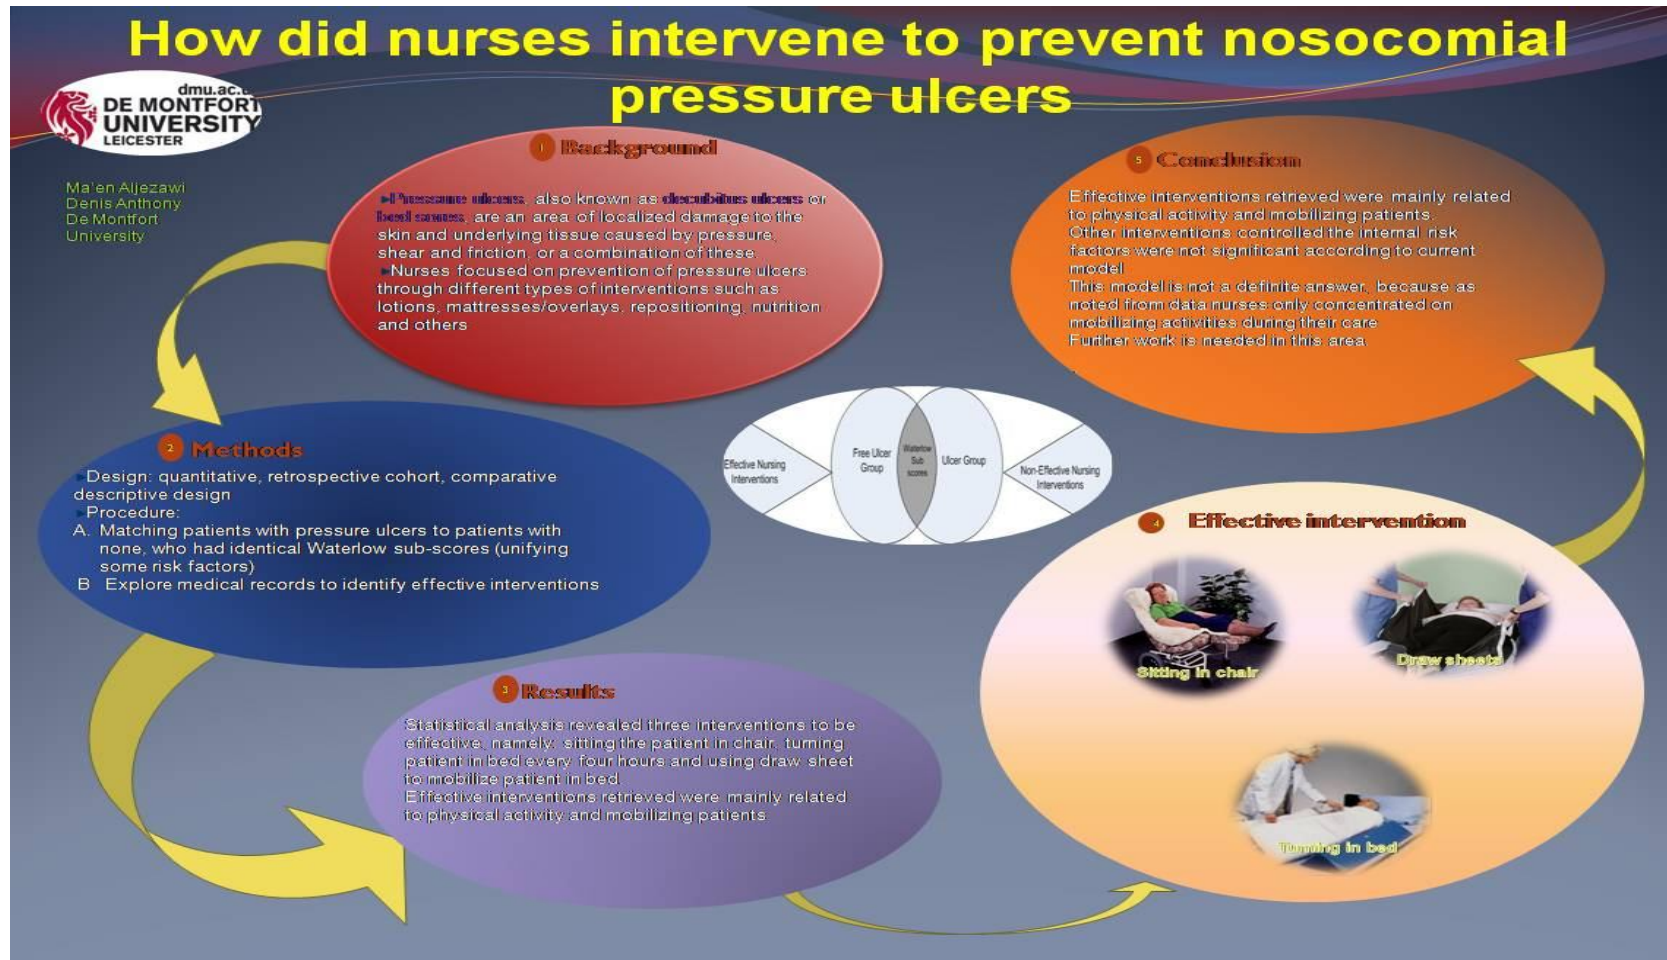 How did nurses intervene to prevent nosocomial
pressure ulcers
dmu.ac.u
DE MONTFORT
UNIVERSITY
LEICESTER
Ma'en Aljezawi
Denis Anthony
De Montfort
University
1 Background
Pressure ulcers, also known as decubitus ulcers or
bed sores, are an area of localized damage to the
skin and underlying tissue caused by pressure,
shear and friction, or a combination of these
Nurses focused on prevention of pressure ulcers
through different types of interventions such as
lotions, mattresses/overlays, repositioning, nutrition
and others
2 Methods
Design: quantitative, retrospective cohort, comparative
descriptive design
Procedure:
A. Matching patients with pressure ulcers to patients with
none, who had identical Waterlow sub-scores (unifying
some risk factors)
B Explore medical records to identify effective interventions
3 Results
Statistical analysis revealed three interventions to be
effective, namely: sitting the patient in chair, turning
patient in bed every four hours and using draw sheet
to mobilize patient in bed
Effective interventions retrieved were mainly related
to physical activity and mobilizing patients
Effective Nursing
Interventions
Free Ulcer
Group
Waterlow
Sub
scores
Ulcer Group
Non-Effective Nursing
Interventions
4 Effective intervention
Sitting in chair
Draw sheets
Turning in bed
5 Conclusion
Effective interventions retrieved were mainly related
to physical activity and mobilizing patients.
Other interventions controlled the internal risk
factors were not significant according to current
model
This model is not a definite answer, because as
noted from data nurses only concentrated on
mobilizing activities during their care
Further work is needed in this area